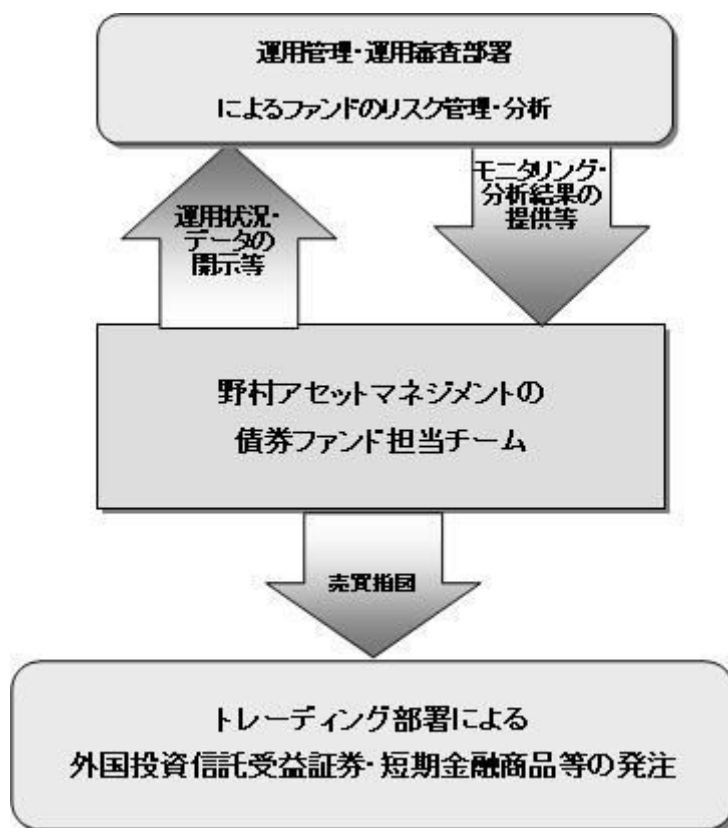 運用管理・運用審査部署
によるファンドのリスク管理・分析
運用状況・
データの
開示等
モニタリング・
分析結果の
提供等
野村アセットマネジメントの
債券ファンド担当チーム
売買指図
トレーディング部署による
外国投資信託受益証券・短期金融商品等の発注